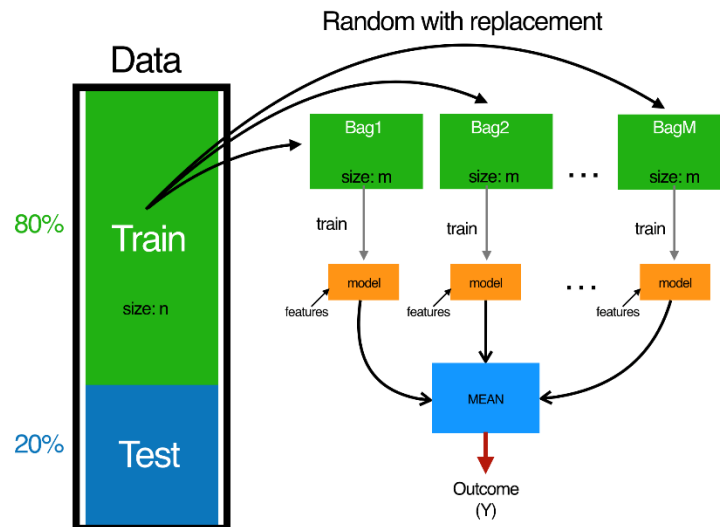 Random with replacement
Data
80%
Train
size: n
20%
Test
Bag1
size: m
Bag2
size: m
...
BagM
size: m
train
train
train
model
features
model
features
...
model
features
MEAN
Outcome
(Y)